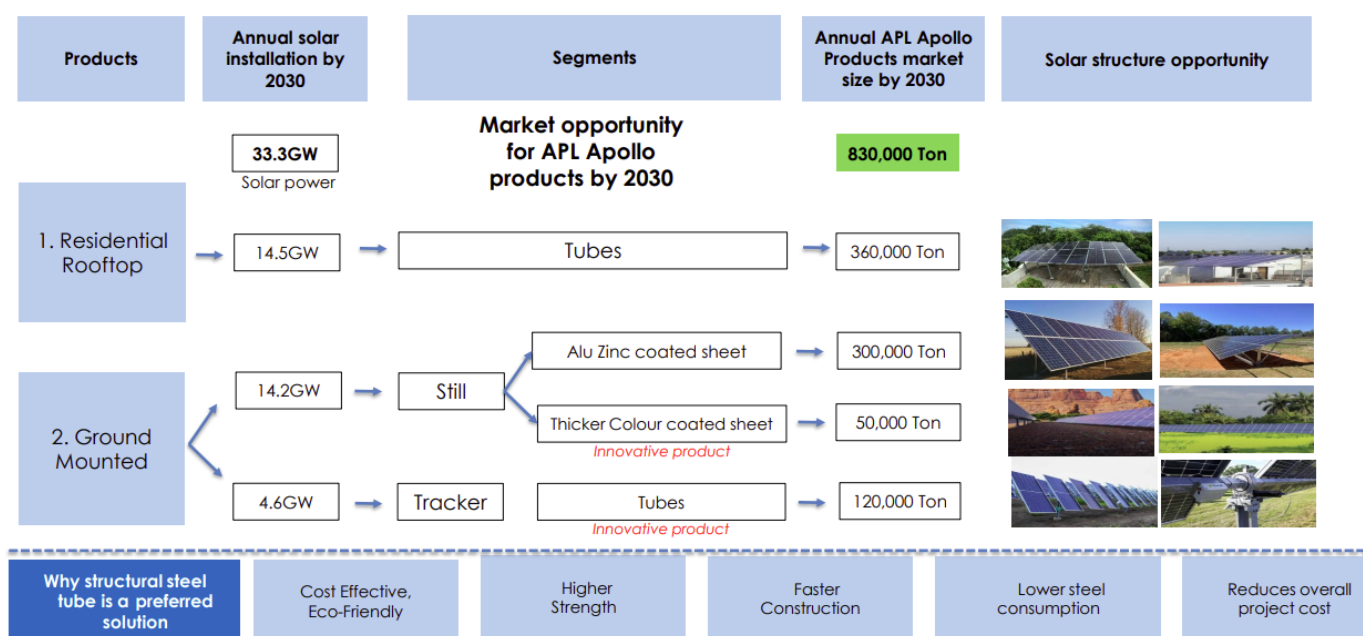 Products
Annual solar
installation by
2030
Segments
Annual APL Apollo
Products market
size by 2030
Solar structure opportunity
33.3GW
Solar power
Market opportunity
for APL Apollo
products by 2030
830,000 Ton
1. Residential
Rooftop
14.5GW
Tubes
360,000 Ton
2. Ground
Mounted
14.2GW
Still
Alu Zinc coated sheet
300,000 Ton
Thicker Colour coated sheet
Innovative product
50,000 Ton
4.6GW
Tracker
Tubes
Innovative product
120,000 Ton
Why structural steel
tube is a preferred
solution
Cost Effective,
Eco-Friendly
Higher
Strength
Faster
Construction
Lower steel
consumption
Reduces overall
project cost